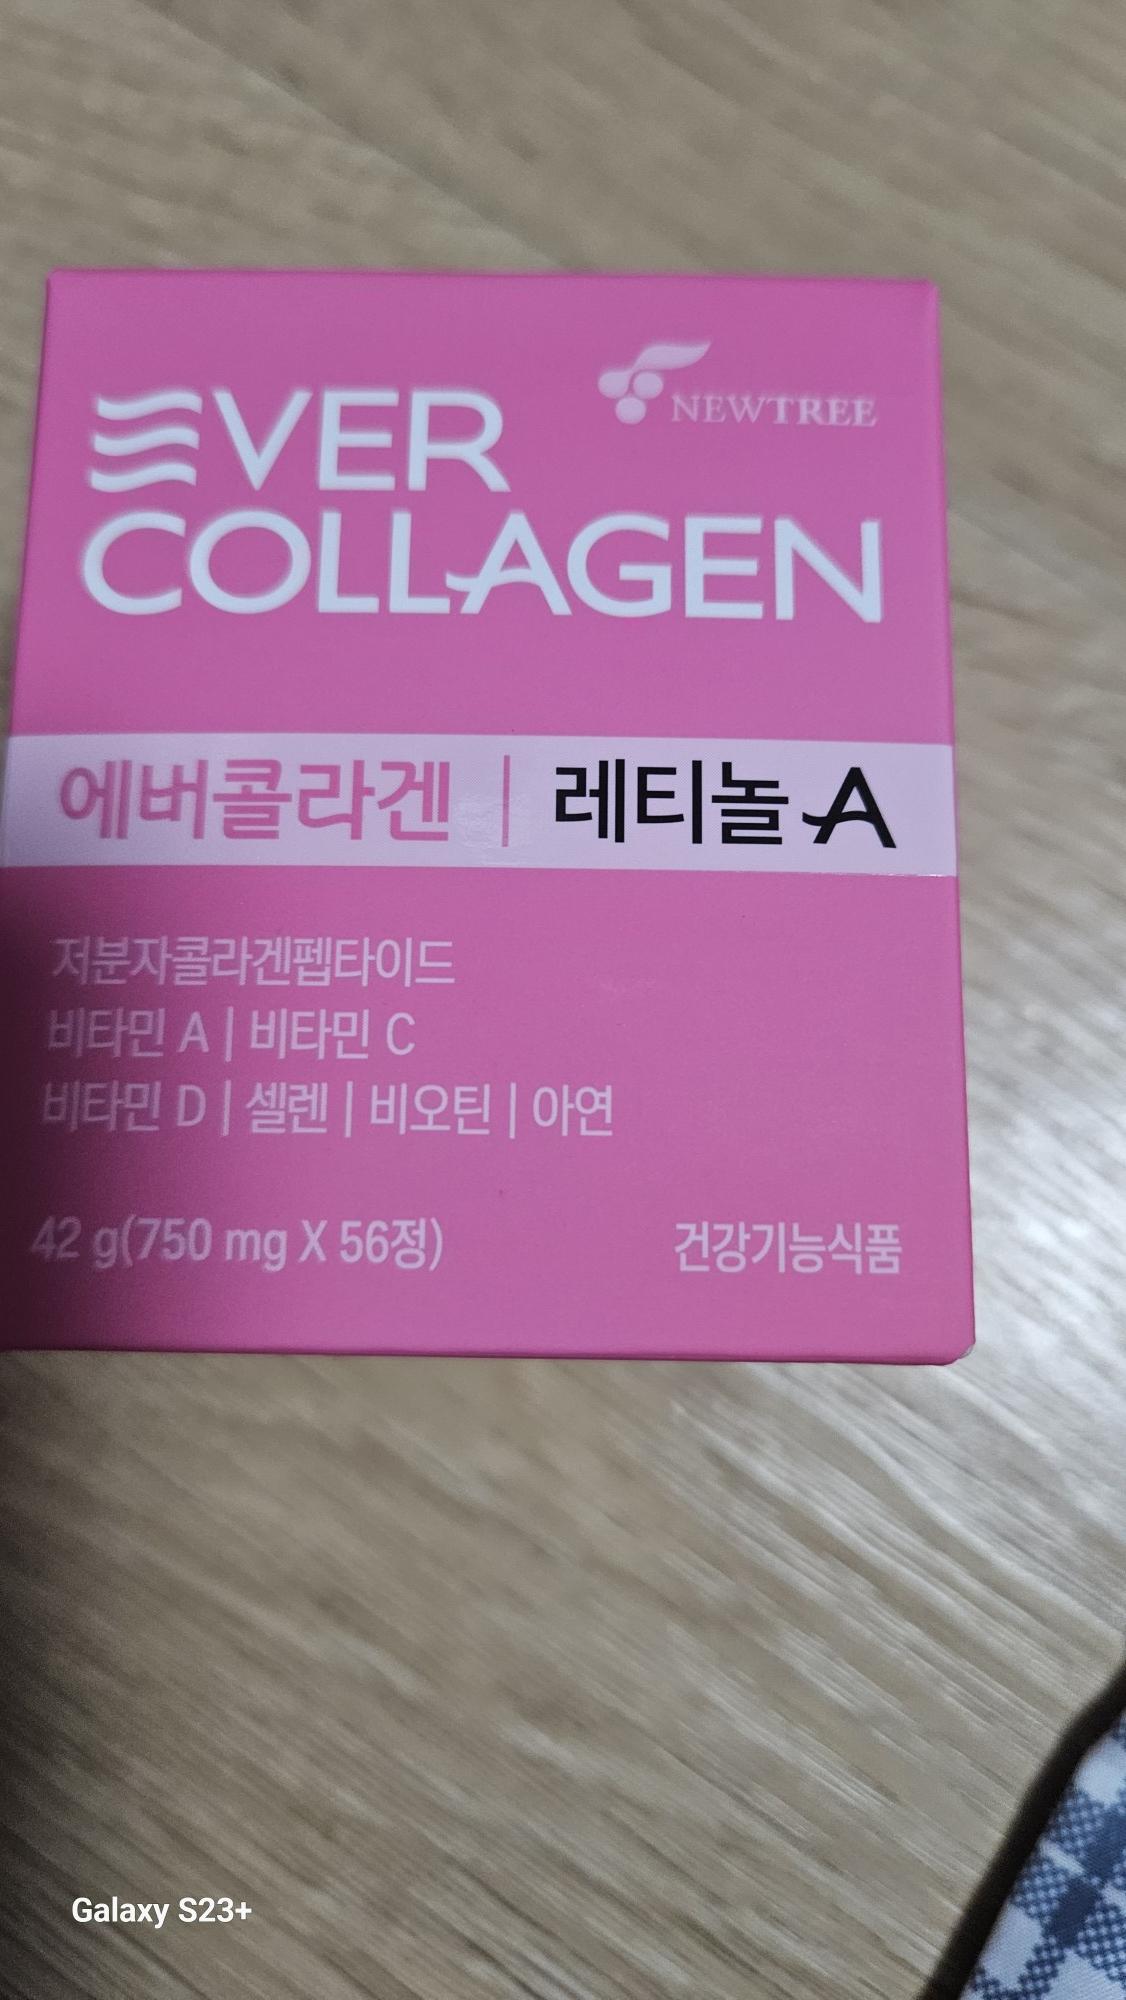 NEWTREE
EVER
COLLAGEN
에버콜라겐 | 레티놀 A
저분자콜라겐펩타이드
비타민 A | 비타민 C
비타민 D | 셀렌 | 비오틴 | 아연
42 g(750 mg X 56정)
건강기능식품
Galaxy S23+